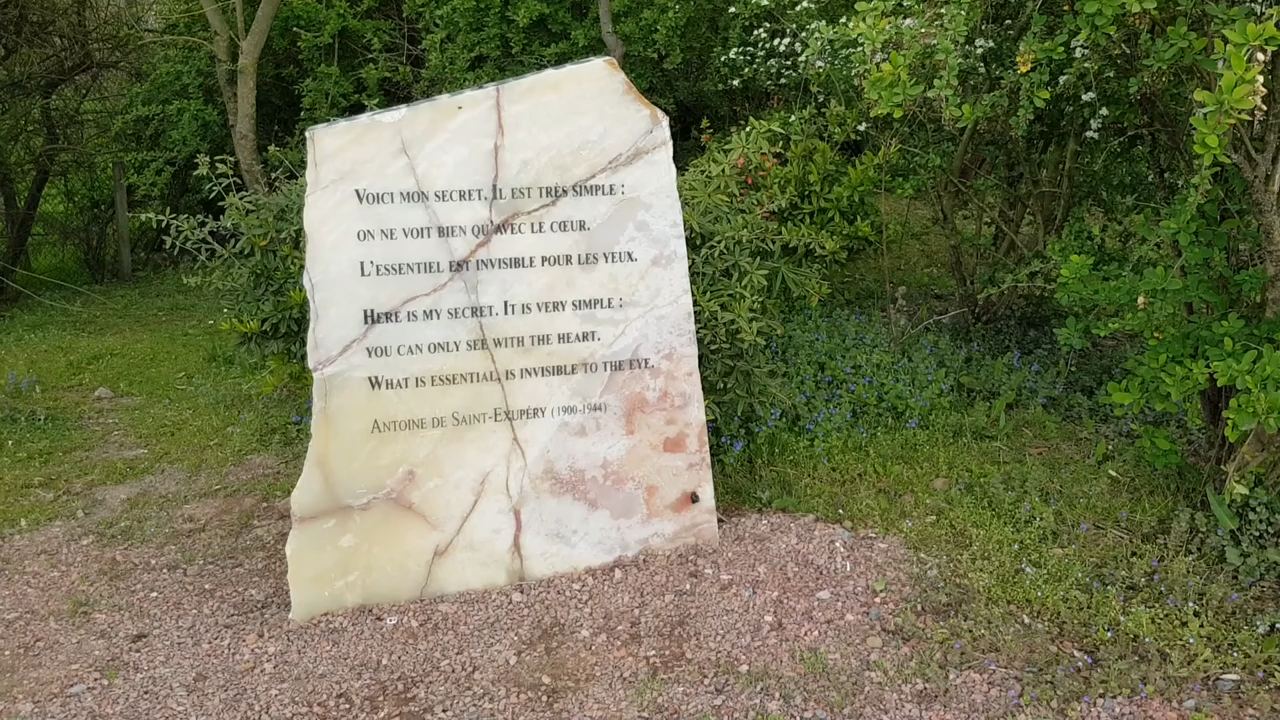 Voici mon secret. Il est très simple :
on ne voit bien qu'avec le cœur.
L'essentiel est invisible pour les yeux.
Here is my secret. It is very simple :
you can only see with the heart.
What is essential, is invisible to the eye.
Antoine de Saint-Exupéry (1900-1944)